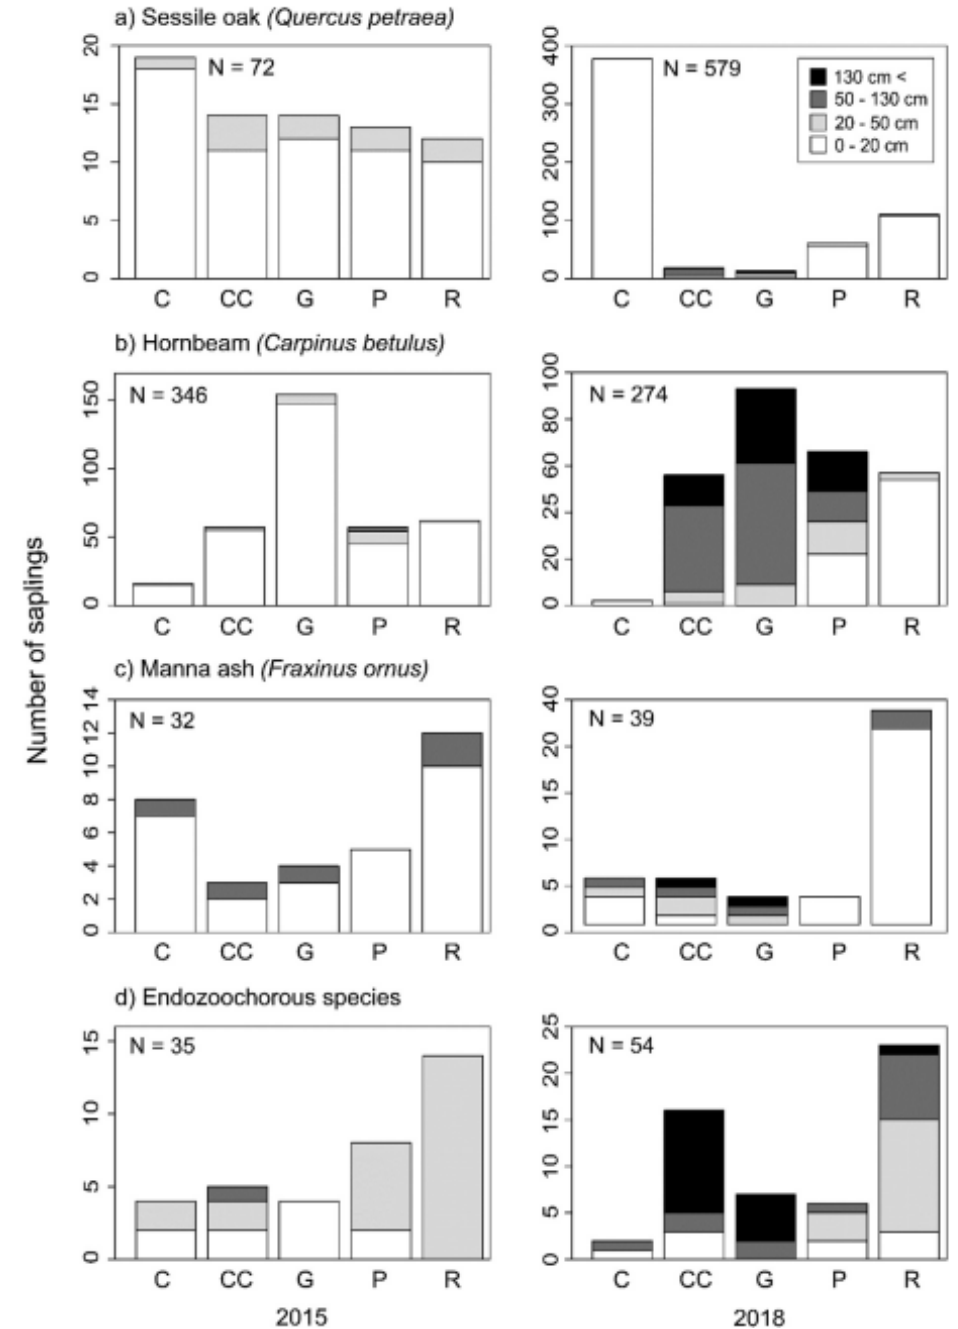 a) Sessile oak (Quercus petraea)
N = 72
20
15
10
5
0
C CC G P R
N = 579
400
300
200
100
0
130 cm <
50 - 130 cm
20 - 50 cm
0 - 20 cm
C CC G P R
b) Hornbeam (Carpinus betulus)
N = 346
150
100
50
0
C CC G P R
N = 274
100
80
60
25
20
0
C CC G P R
Number of saplings
c) Manna ash (Fraxinus ornus)
N = 32
14
12
10
8
6
4
2
0
C CC G P R
N = 39
40
20
15
10
5
0
C CC G P R
d) Endozoochorous species
N = 35
15
10
5
0
C CC G P R
2015
N = 54
25
20
15
10
5
0
C CC G P R
2018